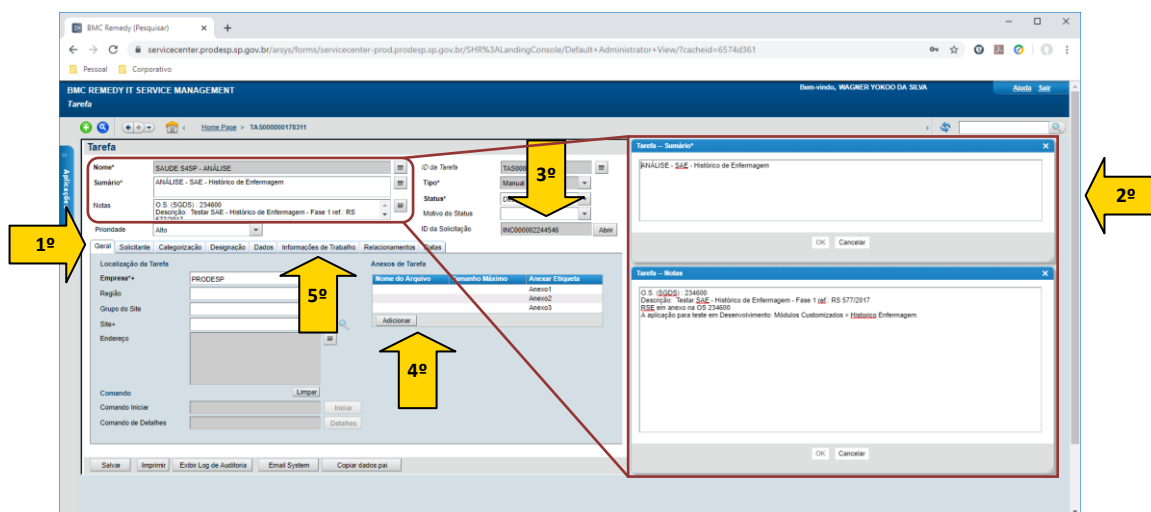 BMC Remedy (Pesquisar)
servicecenter.prodesp.sp.gov.br/arsys/forms/servicecenter-prod.prodesp.sp.gov.br/SHR%3ALandingConsole/Default+Administrator+View/?cacheid=6574d361
Pessoal Corporativo
BMC REMEDY IT SERVICE MANAGEMENT
Bem-vindo, WAGNER YOKOO DA SILVA
Ajuda Sair
Tarefa
Home Page > TAS000000178311
Aplicações
Tarefa
Nome* SAUDE S4SP - ANÁLISE
ID da Tarefa TAS000
Sumário* ANÁLISE - SAE - Histórico de Enfermagem
Tipo* Manual
Status*
Notas O.S. (SGDS) : 234600
Descrição: Testar SAE - Histórico de Enfermagem - Fase 1 ref.: RS
577/2017
Motivo do Status
Prioridade Alto
ID da Solicitação INC000002244546 Abrir
1º
2º
3º
4º
5º
Geral Solicitante Categorização Designação Dados Informações de Trabalho Relacionamentos Datas
Localização da Tarefa
Anexos de Tarefa
Empresa*+ PRODESP
Nome do Arquivo Tamanho Máximo Anexar Etiqueta
Região
Anexo1
Anexo2
Grupo do Site
Anexo3
Site+
Adicionar
Endereço
Comando Limpar
Comando Iniciar Iniciar
Comando de Detalhes Detalhes
Salvar Imprimir Exibir Log de Auditoria Email System Copiar dados pai
Tarefa -- Sumário*
ANÁLISE - SAE - Histórico de Enfermagem
OK Cancelar
Tarefa -- Notas
O.S. (SGDS) : 234600
Descrição: Testar SAE - Histórico de Enfermagem - Fase 1 ref.: RS 577/2017
RSE em anexo na OS 234600
A aplicação para teste em Desenvolvimento: Módulos Customizados > Historico Enfermagem
OK Cancelar